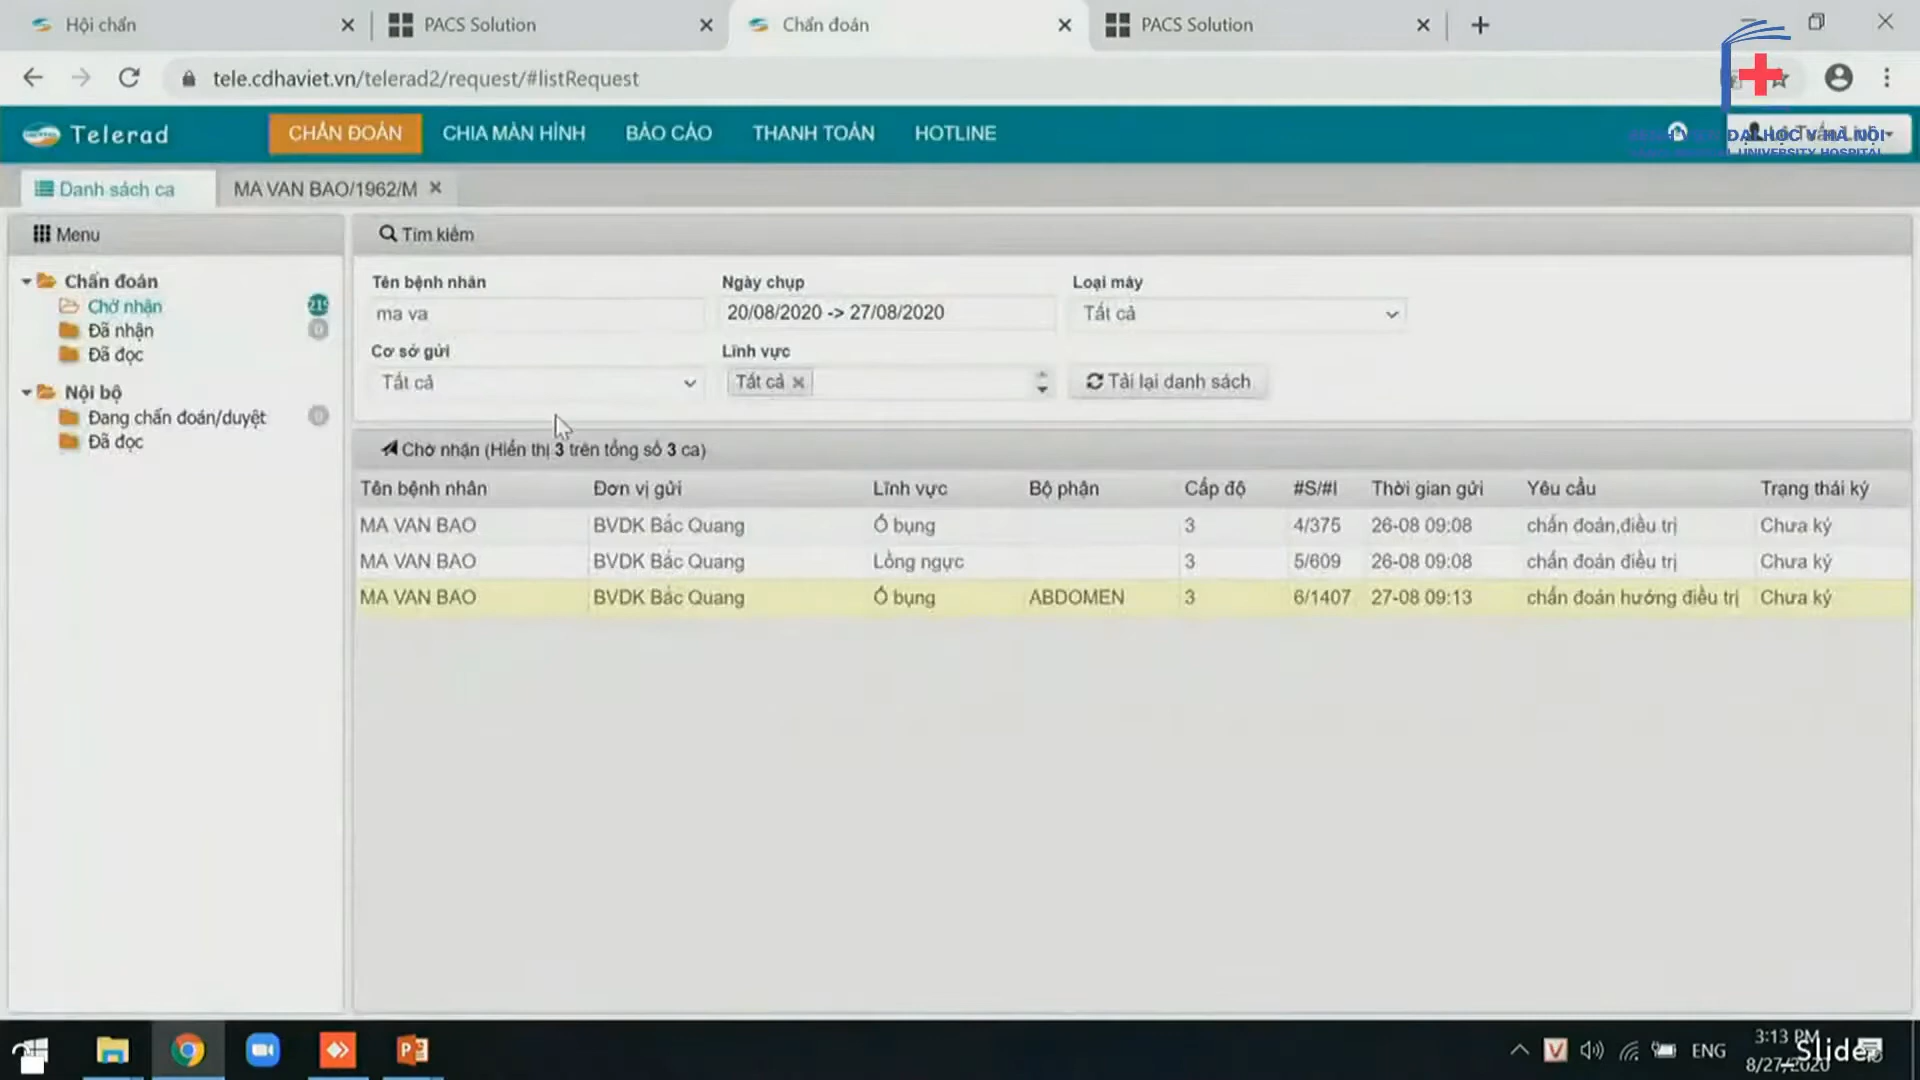 Hội chẩn
PACS Solution
Chẩn đoán
PACS Solution
tele.cdhaviet.vn/telerad2/request/#listRequest
Telerad
CHẨN ĐOÁN
CHIA MÀN HÌNH
BÁO CÁO
THANH TOÁN
HOTLINE
ĐẠI HỌC Y HÀ NỘI
UNIVERSITY HOSPITAL
Danh sách ca
MA VAN BAO/1962/M
Menu
Chẩn đoán
Chờ nhận
Đã nhận 0
Đã đọc
Nội bộ
Đang chẩn đoán/duyệt 0
Đã đọc
Tìm kiếm
Tên bệnh nhân
Ngày chụp
Loại máy
ma va
20/08/2020 -> 27/08/2020
Tất cả
Cơ sở gửi
Lĩnh vực
Tất cả
Tất cả
Tải lại danh sách
Chờ nhận (Hiển thị 3 trên tổng số 3 ca)
Tên bệnh nhân Đơn vị gửi Lĩnh vực Bộ phận Cấp độ #S/#I Thời gian gửi Yêu cầu Trạng thái ký
MA VAN BAO BVDK Bắc Quang Ổ bụng 3 4/375 26-08 09:08 chẩn đoán,điều trị Chưa ký
MA VAN BAO BVDK Bắc Quang Lồng ngực 3 5/609 26-08 09:08 chẩn đoán điều trị Chưa ký
MA VAN BAO BVDK Bắc Quang Ổ bụng ABDOMEN 3 6/1407 27-08 09:13 chẩn đoán hướng điều trị Chưa ký
ENG
3:13 PM
8/27/2020
Slide